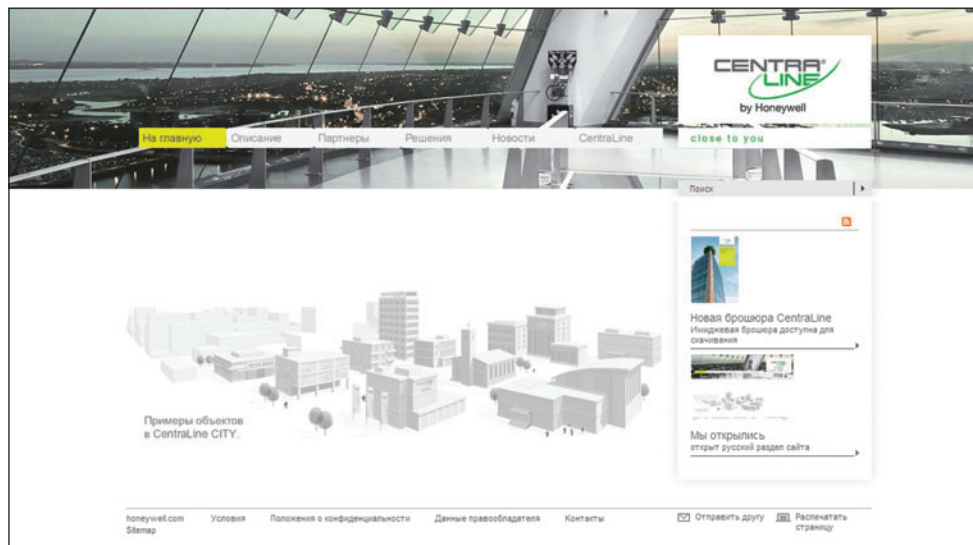 CENTRA®
LINE
by Honeywell
На главную Описание Партнеры Решения Новости CentraLine
close to you
Поиск
Новая брошюра CentraLine
Имиджевая брошюра доступна для
скачивания
Примеры объектов
в CentraLine CITY.
Мы открылись
открыт русский раздел сайта
honeywell.com Условия Положения о конфиденциальности Данные правообладателя Контакты Отправить другу Распечатать
Sitemap страницу